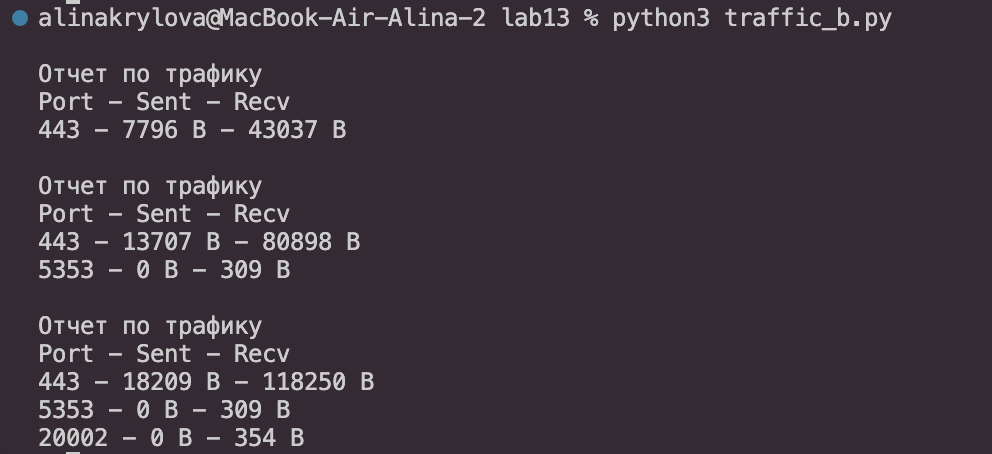 alinakrylova@MacBook-Air-Alina-2 lab13 % python3 traffic_b.py
Отчет по трафику
Port - Sent - Recv
443 - 7796 B - 43037 B
Отчет по трафику
Port - Sent - Recv
443 - 13707 B - 80898 B
5353 - 0 B - 309 B
Отчет по трафику
Port - Sent - Recv
443 - 18209 B - 118250 B
5353 - 0 B - 309 B
20002 - 0 B - 354 B